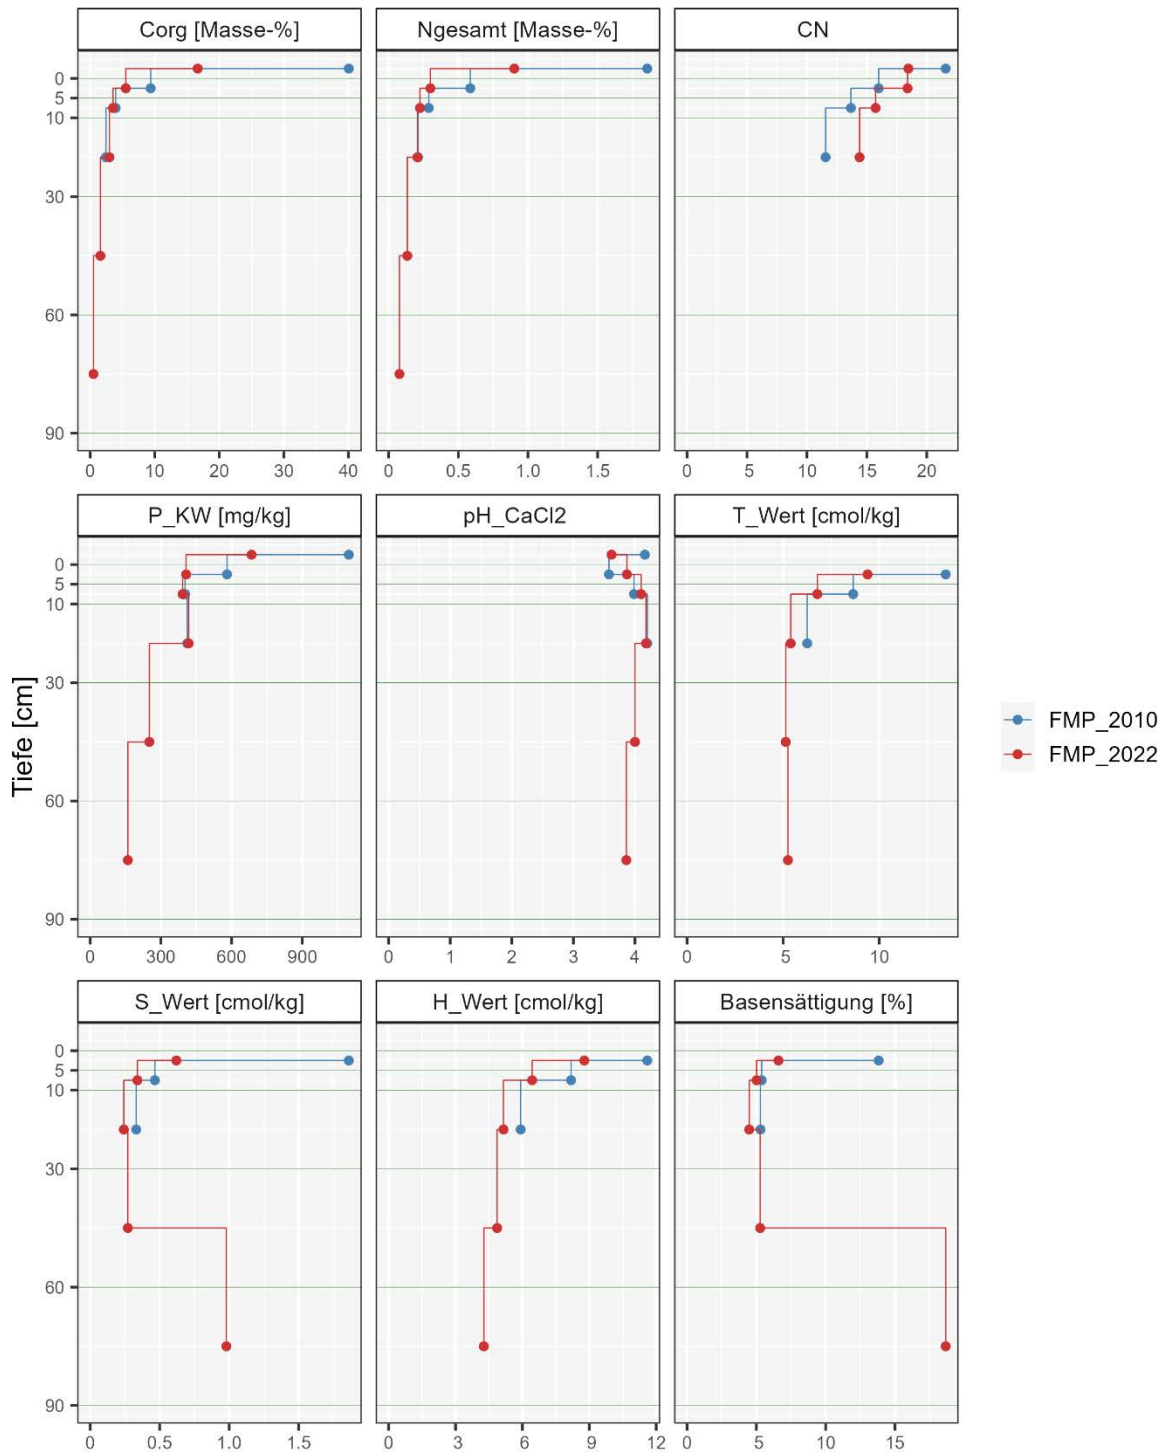 Corg [Masse-%] Ngesamt [Masse-%] CN
0
5
10
30
60
90
0 10 20 30 40 0 0.5 1.0 1.5 0 5 10 15 20
P_KW [mg/kg] pH_CaCl2 T_Wert [cmol/kg]
0
5
10
30
60
90
0 300 600 900 0 1 2 3 4 0 5 10
Tiefe [cm]
S_Wert [cmol/kg] H_Wert [cmol/kg] Basensättigung [%]
0
5
10
30
60
90
0 0.5 1.0 1.5 0 3 6 9 12 0 5 10 15
FMP_2010
FMP_2022